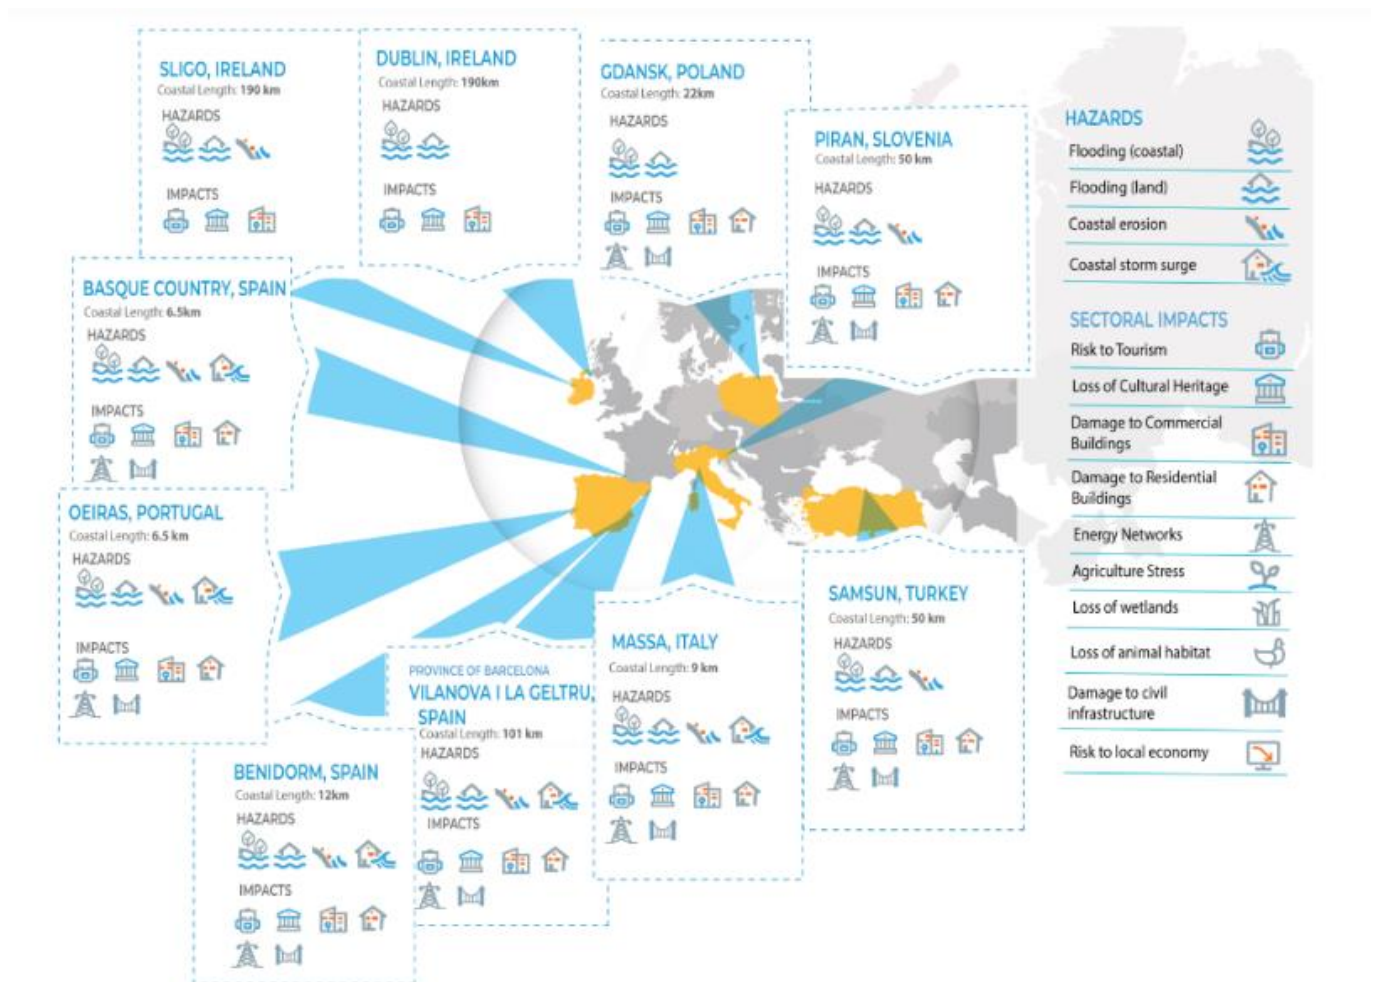 SLIGO, IRELAND
Coastal Length: 190 km
HAZARDS
IMPACTS
DUBLIN, IRELAND
Coastal Length: 190km
HAZARDS
IMPACTS
GDANSK, POLAND
Coastal Length: 22km
HAZARDS
IMPACTS
PIRAN, SLOVENIA
Coastal Length: 50 km
HAZARDS
IMPACTS
BASQUE COUNTRY, SPAIN
Coastal Length: 6.5km
HAZARDS
IMPACTS
OEIRAS, PORTUGAL
Coastal Length: 6.5 km
HAZARDS
IMPACTS
BENIDORM, SPAIN
Coastal Length: 12km
HAZARDS
IMPACTS
PROVINCE OF BARCELONA
VILANOVA I LA GELTRU,
SPAIN
Coastal Length: 101 km
HAZARDS
IMPACTS
MASSA, ITALY
Coastal Length: 9 km
HAZARDS
IMPACTS
SAMSUN, TURKEY
Coastal Length: 50 km
HAZARDS
IMPACTS
HAZARDS
Flooding (coastal)
Flooding (land)
Coastal erosion
Coastal storm surge
SECTORAL IMPACTS
Risk to Tourism
Loss of Cultural Heritage
Damage to Commercial
Buildings
Damage to Residential
Buildings
Energy Networks
Agriculture Stress
Loss of wetlands
Loss of animal habitat
Damage to civil
infrastructure
Risk to local economy